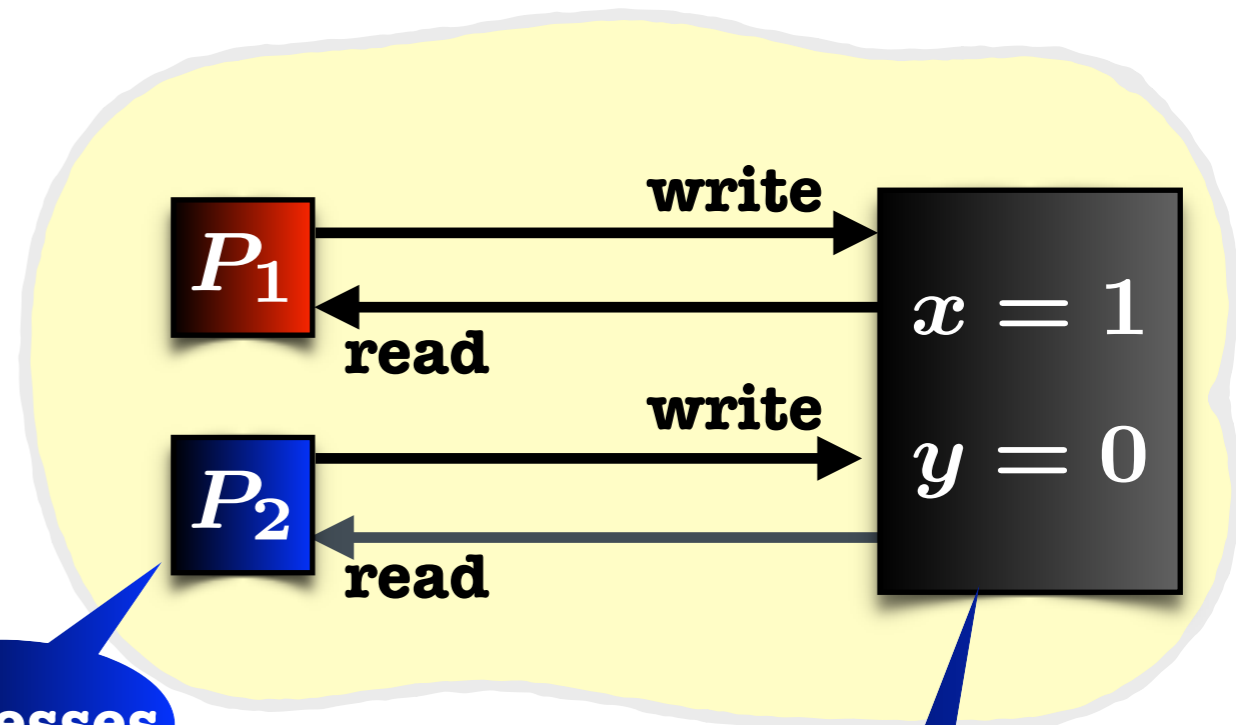 write
P₁
x = 1
read
write
y = 0
P₂
read